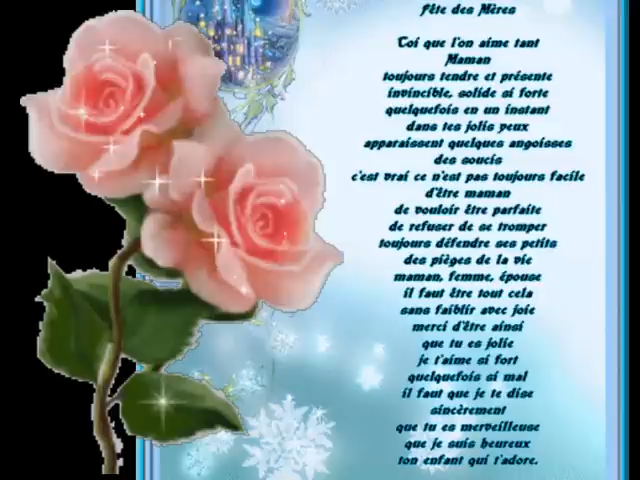 Fête des Mères
Toi que l'on aime tant
Maman
toujours tendre et présente
invincible, solide si forte
quelquefois en un instant
dans tes jolis yeux
apparaissent quelques angoisses
des soucis
c'est vrai ce n'est pas toujours facile
d'être maman
de vouloir être parfaite
de refuser de se tromper
toujours défendre ses petits
des pièges de la vie
maman, femme, épouse
il faut être tout cela
sans faiblir avec joie
merci d'être ainsi
que tu es jolie
je t'aime si fort
quelquefois si mal
il faut que je te dise
sincèrement
que tu es merveilleuse
que je suis heureux
ton enfant qui t'adore.